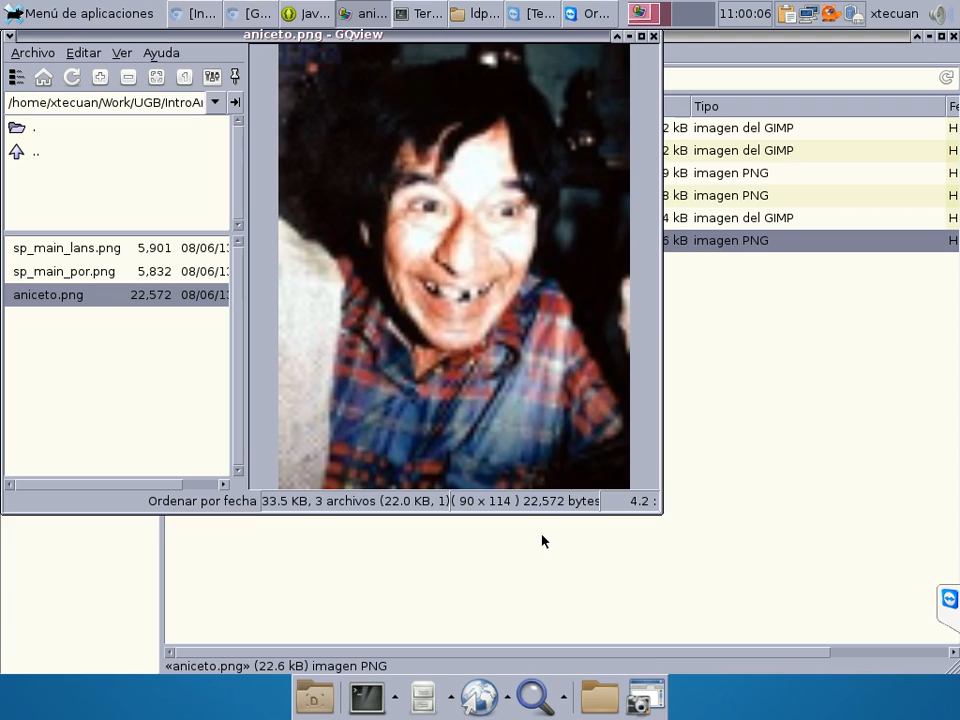 Menú de aplicaciones
[In...
[G...
Jav...
ani...
Ter...
ldp...
[Te...
Or...
11:00:06
xtecuan
aniceto.png - GQview
Archivo Editar Ver Ayuda
/home/xtecuan/Work/UGB/IntroAı
.
..
sp_main_lans.png 5,901 08/06/1
sp_main_por.png 5,832 08/06/1
aniceto.png 22,572 08/06/1
Ordenar por fecha
33.5 KB, 3 archivos (22.0 KB, 1)
( 90 x 114 ) 22,572 bytes
4.2 :
Tipo Fe
2 kB imagen del GIMP H
2 kB imagen del GIMP H
9 kB imagen PNG H
8 kB imagen PNG H
4 kB imagen del GIMP H
6 kB imagen PNG H
«aniceto.png» (22.6 kB) imagen PNG